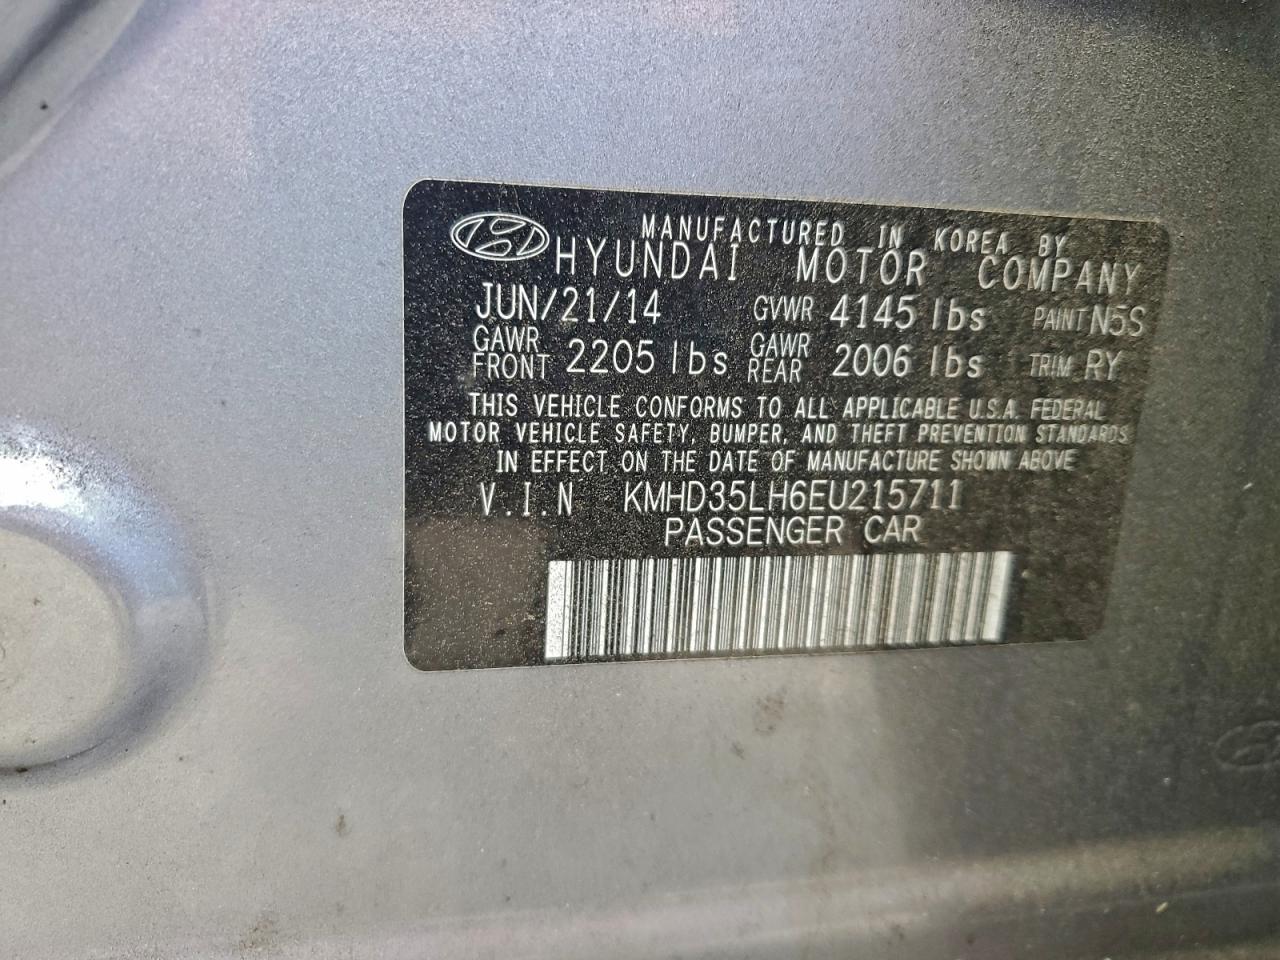 MANUFACTURED IN KOREA BY
HYUNDAI MOTOR COMPANY
JUN/21/14 GVWR 4145 lbs PAINT N5S
GAWR FRONT 2205 lbs GAWR REAR 2006 lbs TRIM RY
THIS VEHICLE CONFORMS TO ALL APPLICABLE U.S.A. FEDERAL
MOTOR VEHICLE SAFETY, BUMPER, AND THEFT PREVENTION STANDARDS
IN EFFECT ON THE DATE OF MANUFACTURE SHOWN ABOVE
V.I.N KMHD35LH6EU215711
PASSENGER CAR